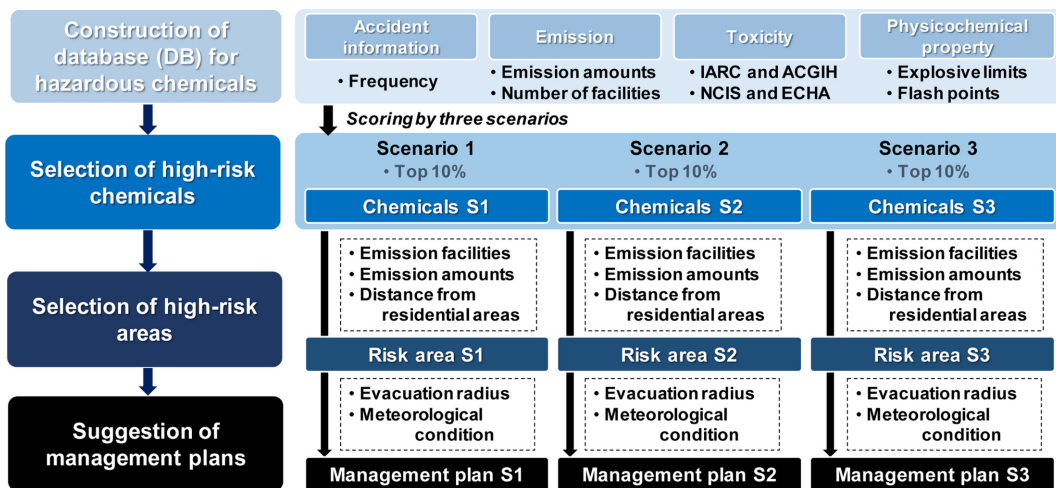 Construction of
database (DB) for
hazardous chemicals
Selection of high-risk
chemicals
Selection of high-risk
areas
Suggestion of
management plans
Accident
information
• Frequency
Emission
• Emission amounts
• Number of facilities
Toxicity
• IARC and ACGIH
• NCIS and ECHA
Physicochemical
property
• Explosive limits
• Flash points
Scoring by three scenarios
Scenario 1
• Top 10%
Chemicals S1
Scenario 2
• Top 10%
Chemicals S2
Scenario 3
• Top 10%
Chemicals S3
• Emission facilities
• Emission amounts
• Distance from
residential areas
• Emission facilities
• Emission amounts
• Distance from
residential areas
• Emission facilities
• Emission amounts
• Distance from
residential areas
Risk area S1
Risk area S2
Risk area S3
• Evacuation radius
• Meteorological
condition
• Evacuation radius
• Meteorological
condition
• Evacuation radius
• Meteorological
condition
Management plan S1
Management plan S2
Management plan S3